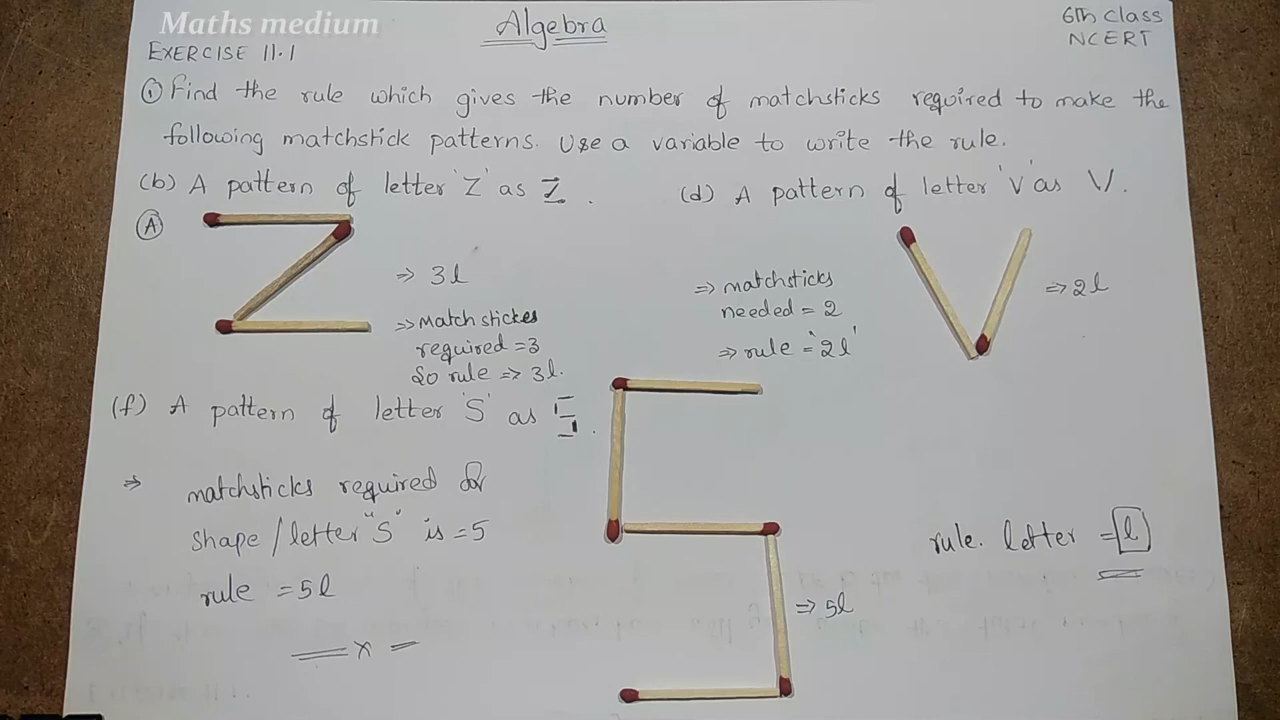 Maths medium
Algebra
6th Class
NCERT
EXERCISE 11.1
① Find the rule which gives the number of matchsticks required to make the
following matchstick patterns. Use a variable to write the rule.
(b) A pattern of letter 'Z' as Z.
(d) A pattern of letter 'V' as V.
Ⓐ
⇒ 3l
⇒ Match stickes
required = 3
So rule ⇒ 3l.
⇒ matchsticks
needed = 2
⇒ rule = '2l'
⇒ 2l
(f) A pattern of letter 'S' as S.
⇒ matchsticks required for
shape / letter "S" is = 5
rule = 5l
x
⇒ 5l
rule. letter = l